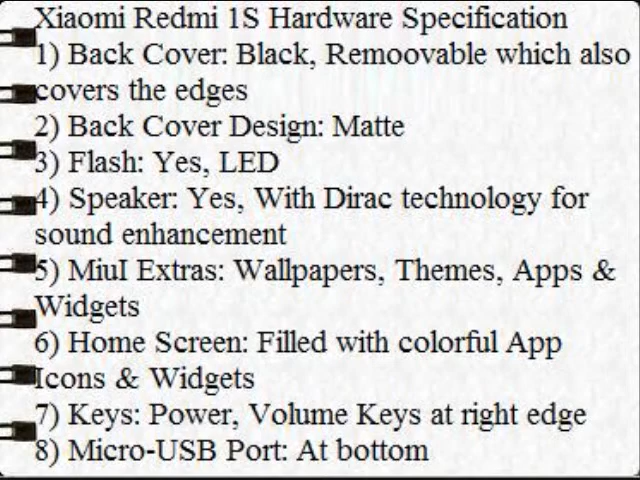 Xiaomi Redmi 1S Hardware Specification
1) Back Cover: Black, Remoovable which also
covers the edges
2) Back Cover Design: Matte
3) Flash: Yes, LED
4) Speaker: Yes, With Dirac technology for
sound enhancement
5) MiuI Extras: Wallpapers, Themes, Apps &
Widgets
6) Home Screen: Filled with colorful App
Icons & Widgets
7) Keys: Power, Volume Keys at right edge
8) Micro-USB Port: At bottom